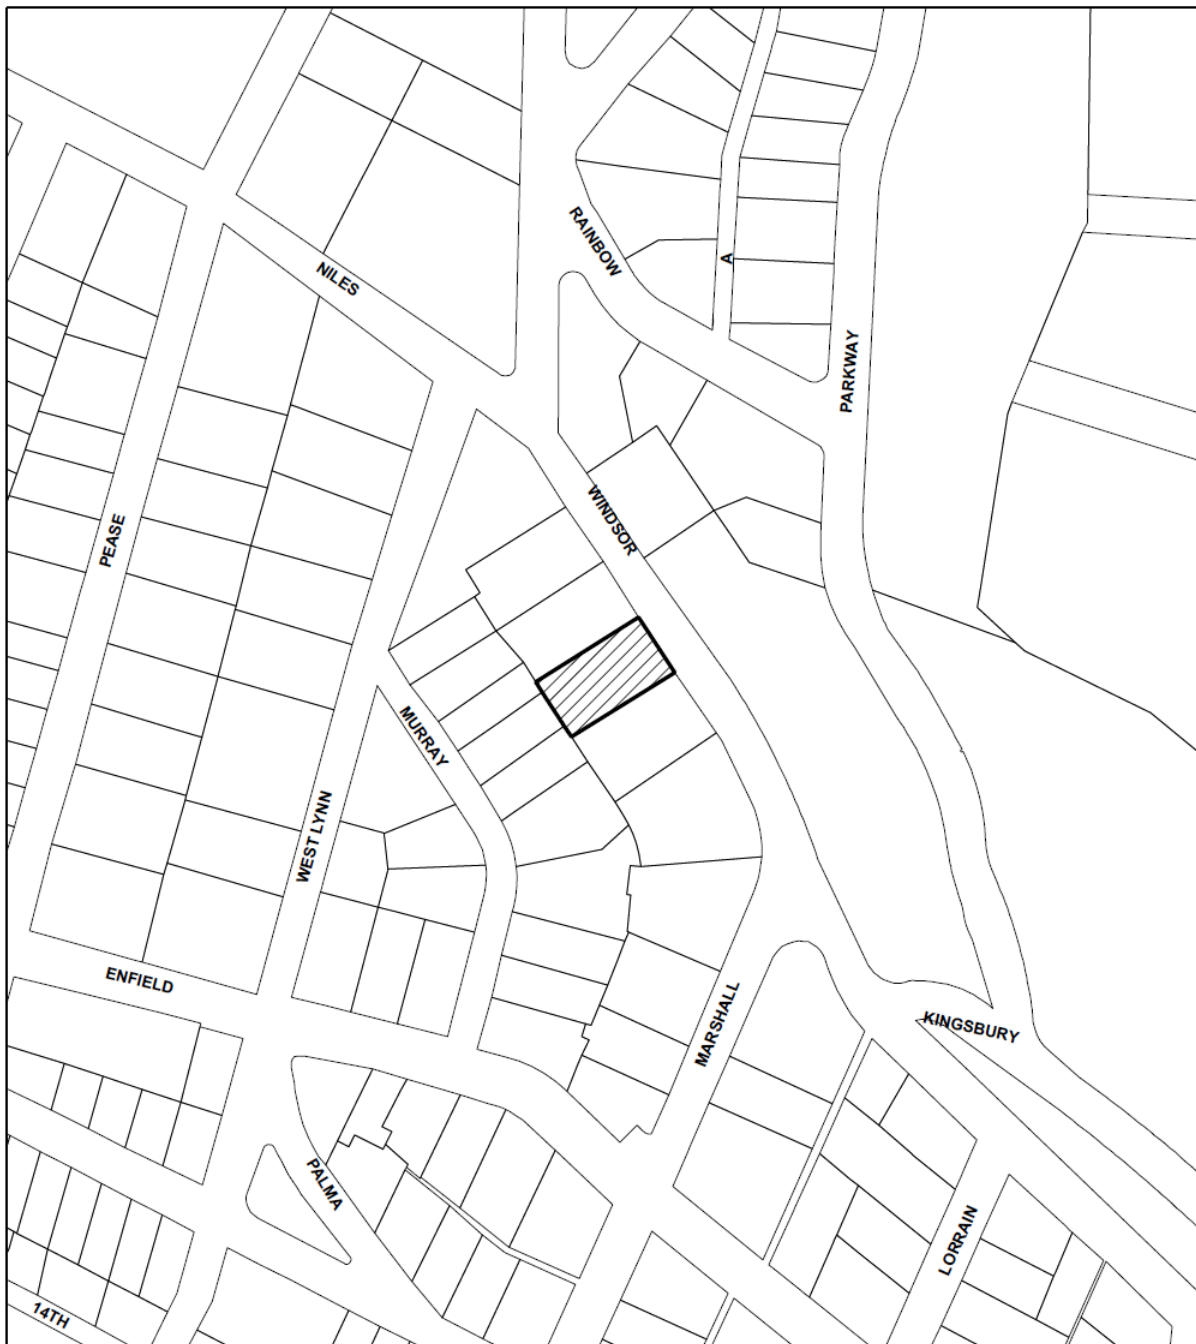 RAINBOW
A
NILES
PARKWAY
WINDSOR
PEASE
MURRAY
WEST LYNN
ENFIELD
MARSHALL
KINGSBURY
PALMA
LORRAIN
14TH